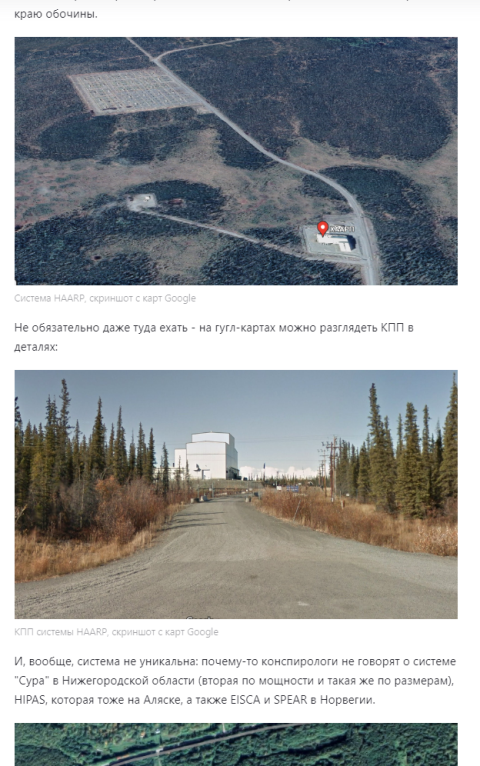 краю обочины.
HAARP
Система HAARP, скриншот с карт Google
Не обязательно даже туда ехать - на гугл-картах можно разглядеть КПП в
деталях:
КПП системы HAARP, скриншот с карт Google
И, вообще, система не уникальна: почему-то конспирологи не говорят о системе
"Сура" в Нижегородской области (вторая по мощности и такая же по размерам),
HIPAS, которая тоже на Аляске, а также EISCA и SPEAR в Норвегии.